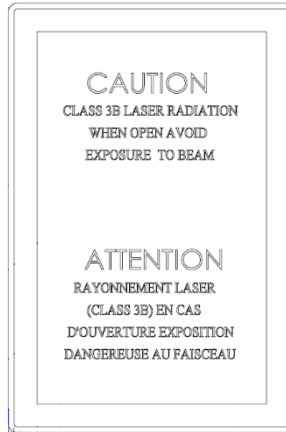 CAUTION
CLASS 3B LASER RADIATION
WHEN OPEN AVOID
EXPOSURE TO BEAM
ATTENTION
RAYONNEMENT LASER
(CLASS 3B) EN CAS
D'OUVERTURE EXPOSITION
DANGEREUSE AU FAISCEAU